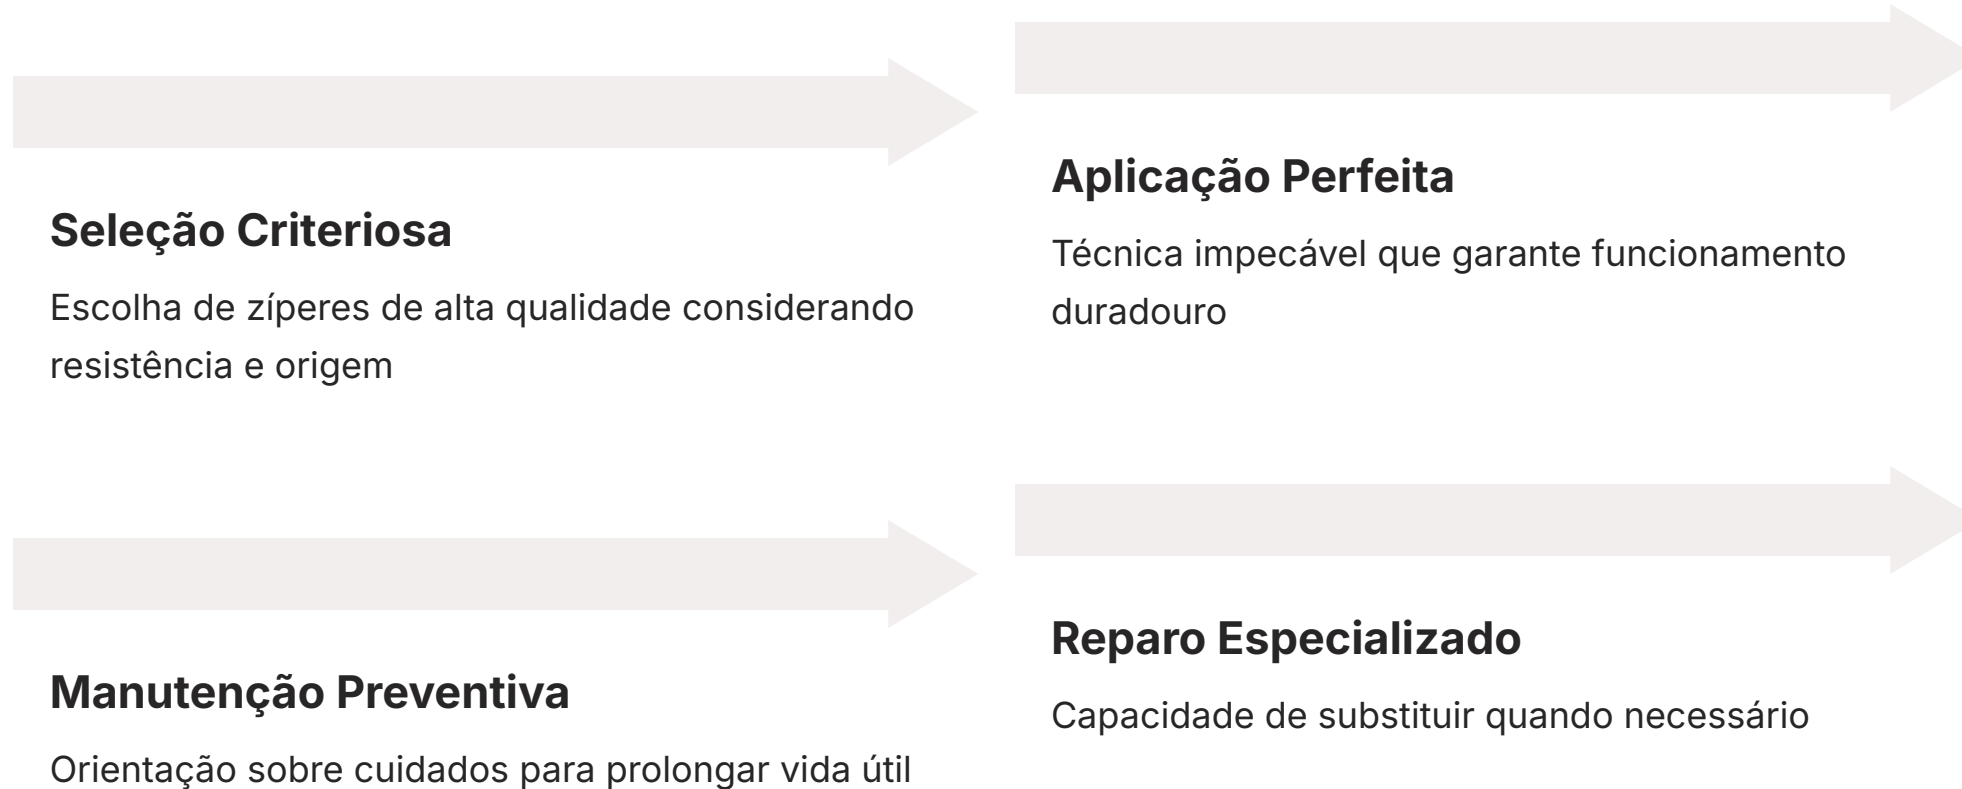 Seleção Criteriosa
Escolha de zíperes de alta qualidade considerando
resistência e origem
Aplicação Perfeita
Técnica impecável que garante funcionamento
duradouro
Manutenção Preventiva
Orientação sobre cuidados para prolongar vida útil
Reparo Especializado
Capacidade de substituir quando necessário